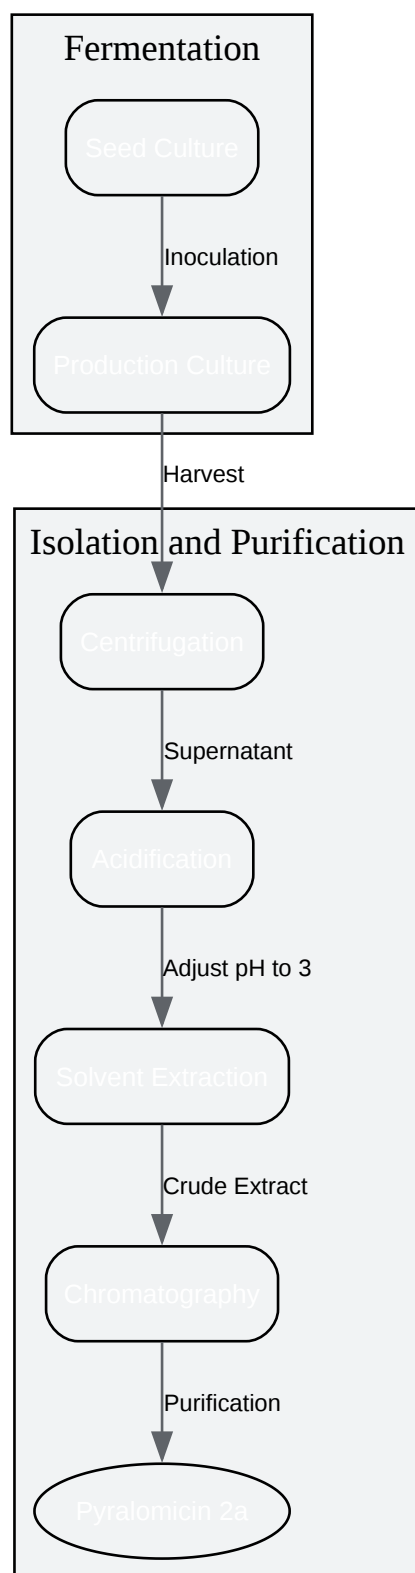 Fermentation
Seed Culture
Inoculation
Production Culture
Harvest
Isolation and Purification
Centrifugation
Supernatant
Acidification
Adjust pH to 3
Solvent Extraction
Crude Extract
Chromatography
Purification
Pyralomicin 2a